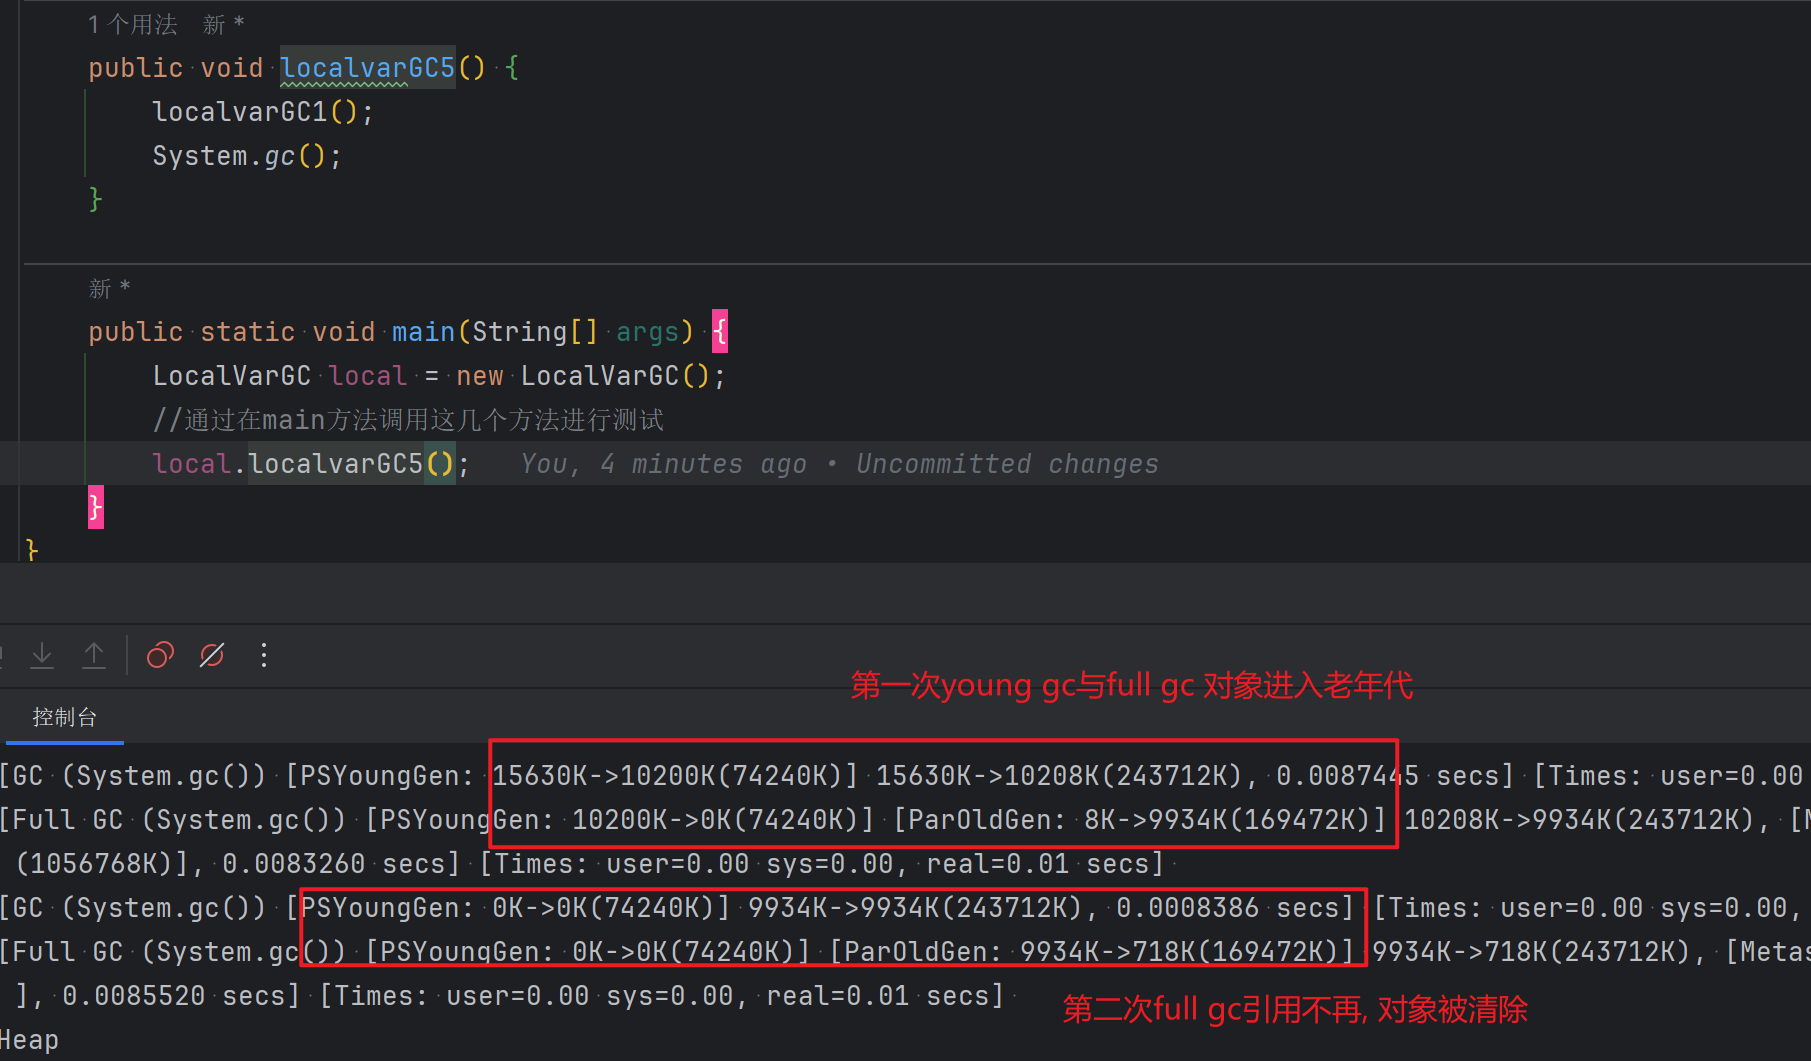 1 个用法 新 *
public void localvarGC5() {
localvarGC1();
System.gc();
}
新 *
public static void main(String[] args) {
LocalVarGC local = new LocalVarGC();
//通过在main方法调用这几个方法进行测试
local.localvarGC5(); You, 4 minutes ago • Uncommitted changes
}
}
第一次young gc与full gc 对象进入老年代
控制台
[GC (System.gc()) [PSYoungGen: 15630K->10200K(74240K)] 15630K->10208K(243712K), 0.0087445 secs] [Times: user=0.00
[Full GC (System.gc()) [PSYoungGen: 10200K->0K(74240K)] [ParOldGen: 8K->9934K(169472K)] 10208K->9934K(243712K), [M
(1056768K)], 0.0083260 secs] [Times: user=0.00 sys=0.00, real=0.01 secs]
[GC (System.gc()) [PSYoungGen: 0K->0K(74240K)] 9934K->9934K(243712K), 0.0008386 secs] [Times: user=0.00 sys=0.00,
[Full GC (System.gc()) [PSYoungGen: 0K->0K(74240K)] [ParOldGen: 9934K->718K(169472K)] 9934K->718K(243712K), [Metas
], 0.0085520 secs] [Times: user=0.00 sys=0.00, real=0.01 secs]
第二次full gc引用不再, 对象被清除
Heap